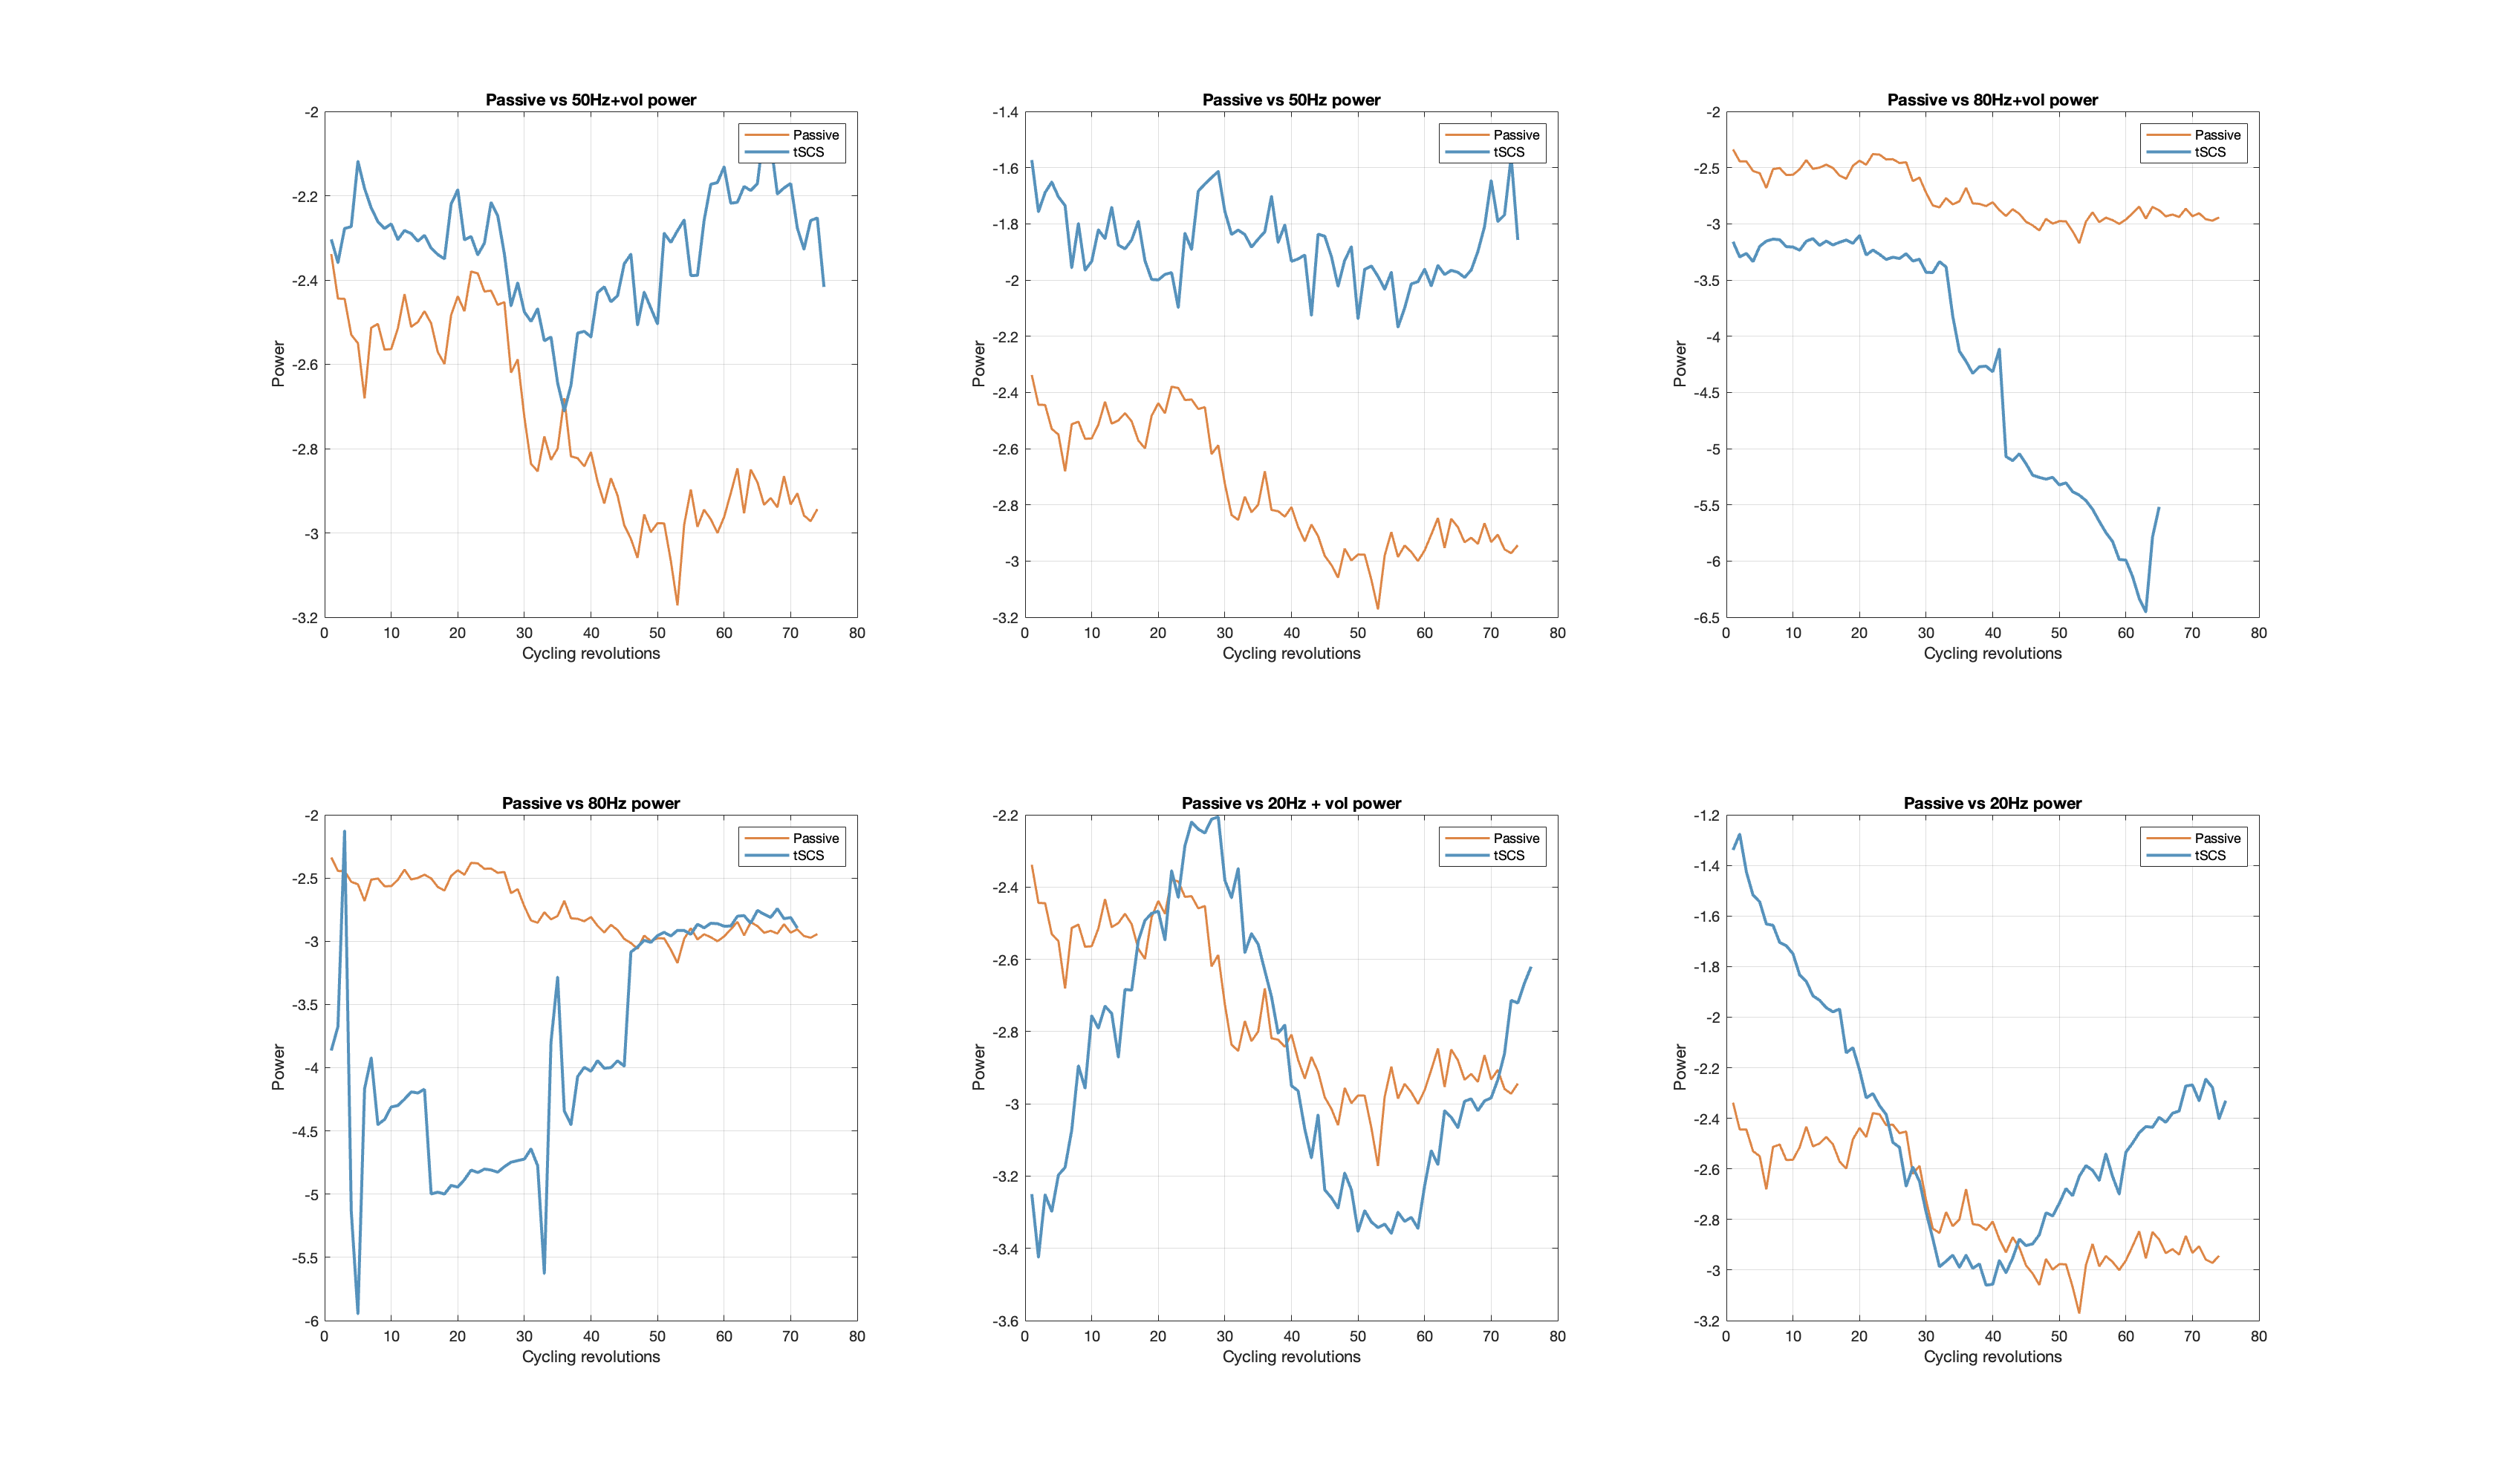 Passive vs 50Hz+vol power
Passive
tSCS
-2
-2.2
-2.4
-2.6
-2.8
-3
-3.2
Power
0 10 20 30 40 50 60 70 80
Cycling revolutions
Passive vs 50Hz power
Passive
tSCS
-1.4
-1.6
-1.8
-2
-2.2
-2.4
-2.6
-2.8
-3
-3.2
Power
0 10 20 30 40 50 60 70 80
Cycling revolutions
Passive vs 80Hz+vol power
Passive
tSCS
-2
-2.5
-3
-3.5
-4
-4.5
-5
-5.5
-6
-6.5
Power
0 10 20 30 40 50 60 70 80
Cycling revolutions
Passive vs 80Hz power
Passive
tSCS
-2
-2.5
-3
-3.5
-4
-4.5
-5
-5.5
-6
Power
0 10 20 30 40 50 60 70 80
Cycling revolutions
Passive vs 20Hz + vol power
Passive
tSCS
-2.2
-2.4
-2.6
-2.8
-3
-3.2
-3.4
-3.6
Power
0 10 20 30 40 50 60 70 80
Cycling revolutions
Passive vs 20Hz power
Passive
tSCS
-1.2
-1.4
-1.6
-1.8
-2
-2.2
-2.4
-2.6
-2.8
-3
-3.2
Power
0 10 20 30 40 50 60 70 80
Cycling revolutions